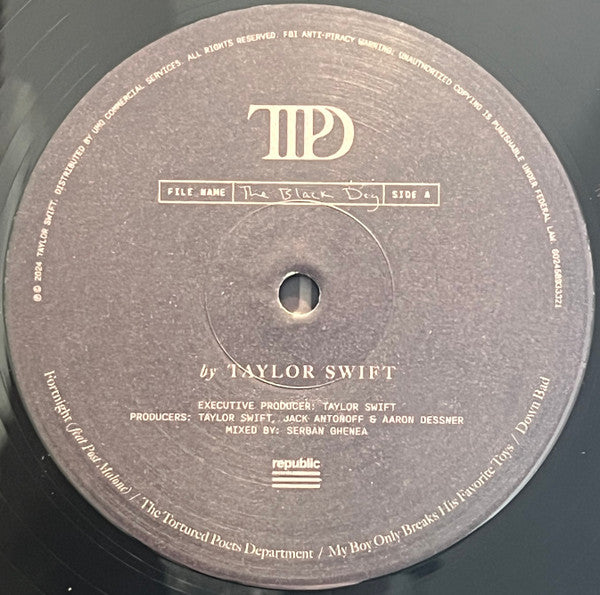 ℗ © 2024 TAYLOR SWIFT. DISTRIBUTED BY UMG COMMERCIAL SERVICES. ALL RIGHTS RESERVED. FBI ANTI-PIRACY WARNING: UNAUTHORIZED COPYING IS PUNISHABLE UNDER FEDERAL LAW. 602458933321
TTPD
FILE NAME The Black Dog SIDE A
by TAYLOR SWIFT
EXECUTIVE PRODUCER: TAYLOR SWIFT
PRODUCERS: TAYLOR SWIFT, JACK ANTONOFF & AARON DESSNER
MIXED BY: SERBAN GHENEA
republic
Fortnight (feat Post Malone) / The Tortured Poets Department / My Boy Only Breaks His Favorite Toys / Down Bad